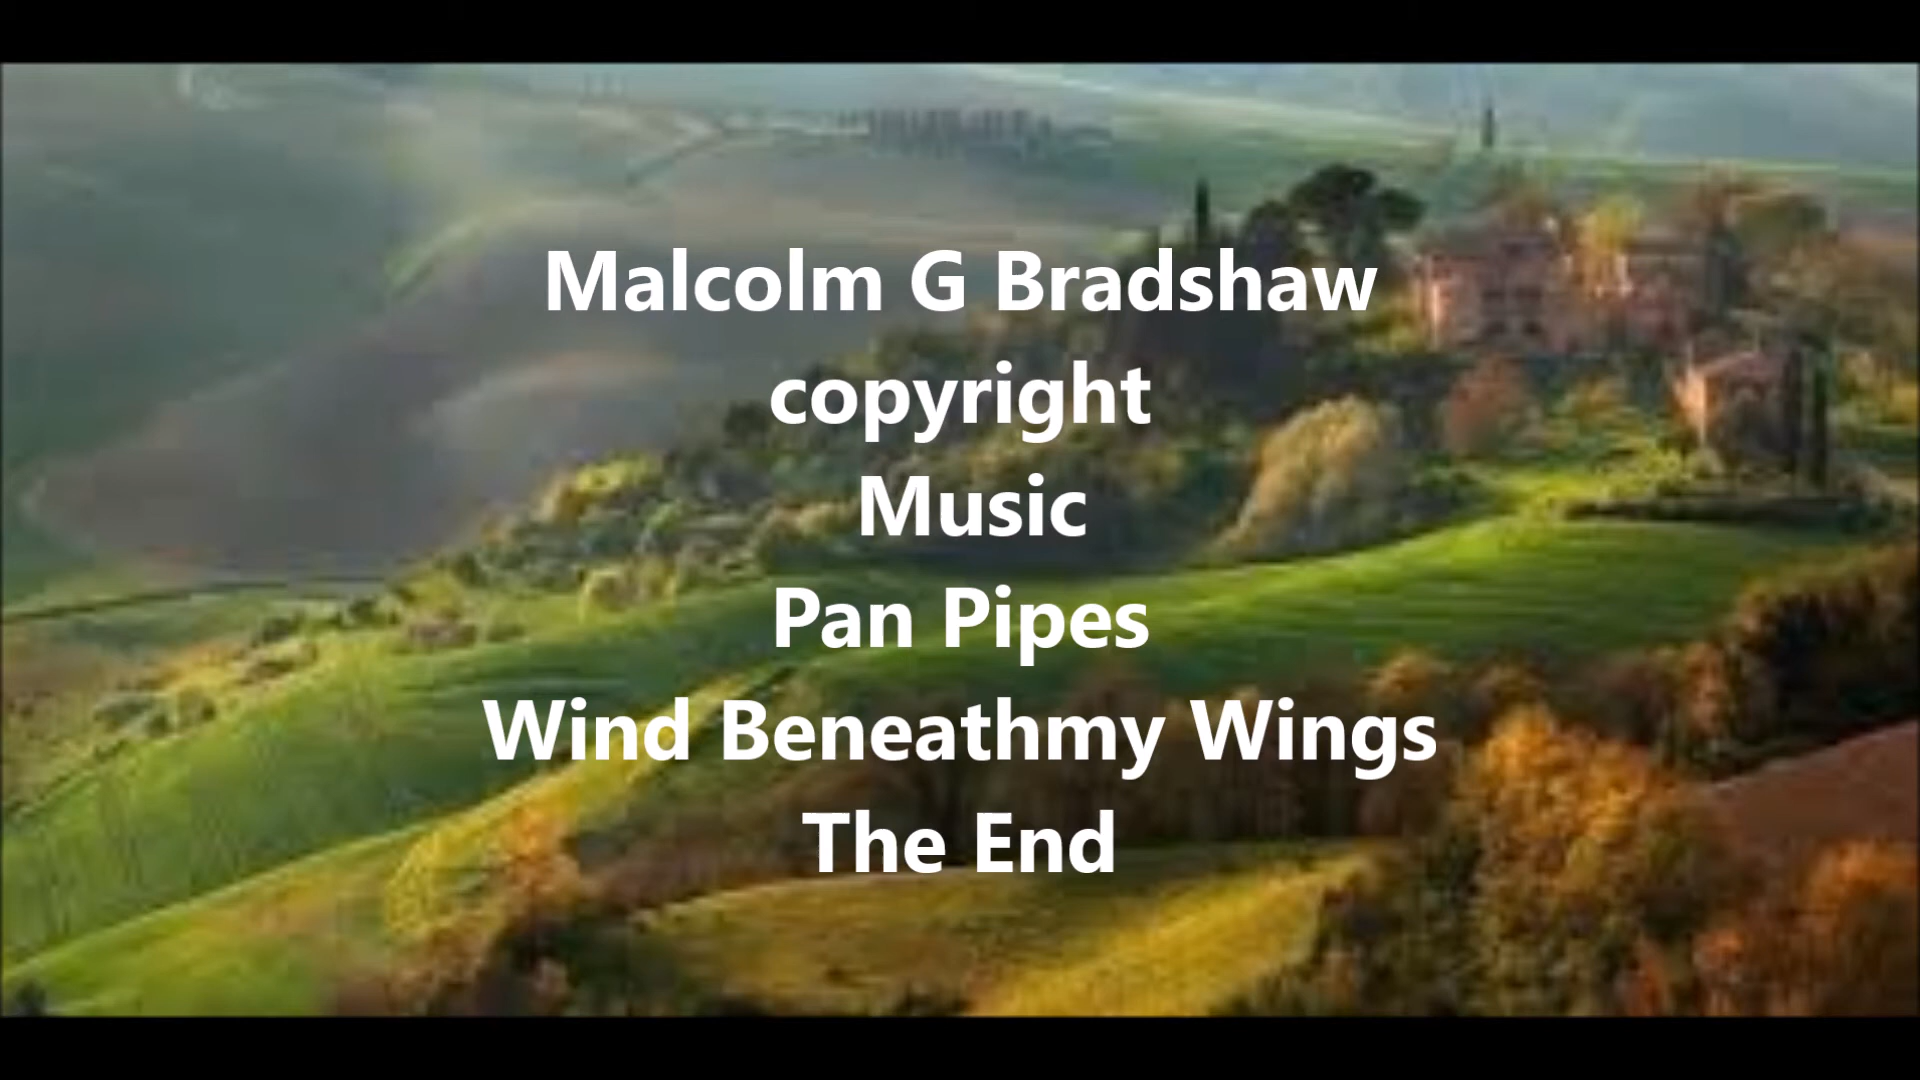 Malcolm G Bradshaw
copyright
Music
Pan Pipes
Wind Beneathmy Wings
The End